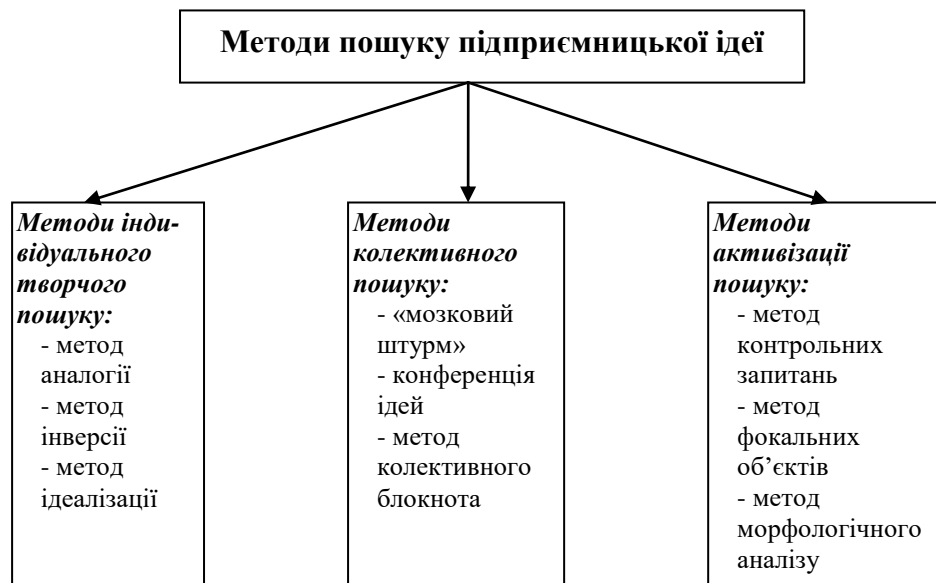 Методи пошуку підприємницької ідеї
Методи інди-
відуального
творчого
пошуку:
- метод
аналогії
- метод
інверсії
- метод
ідеалізації
Методи
колективного
пошуку:
- «мозковий
штурм»
- конференція
ідей
- метод
колективного
блокнота
Методи
активізації
пошуку:
- метод
контрольних
запитань
- метод
фокальних
об’єктів
- метод
морфологічного
аналізу